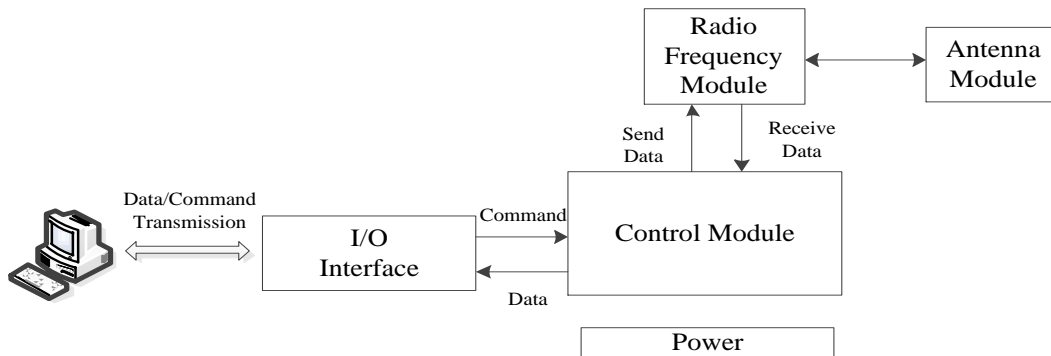 Radio
Frequency
Module
Antenna
Module
Send
Data
Receive
Data
Data/Command
Transmission
I/O
Interface
Command
Data
Control Module
Power